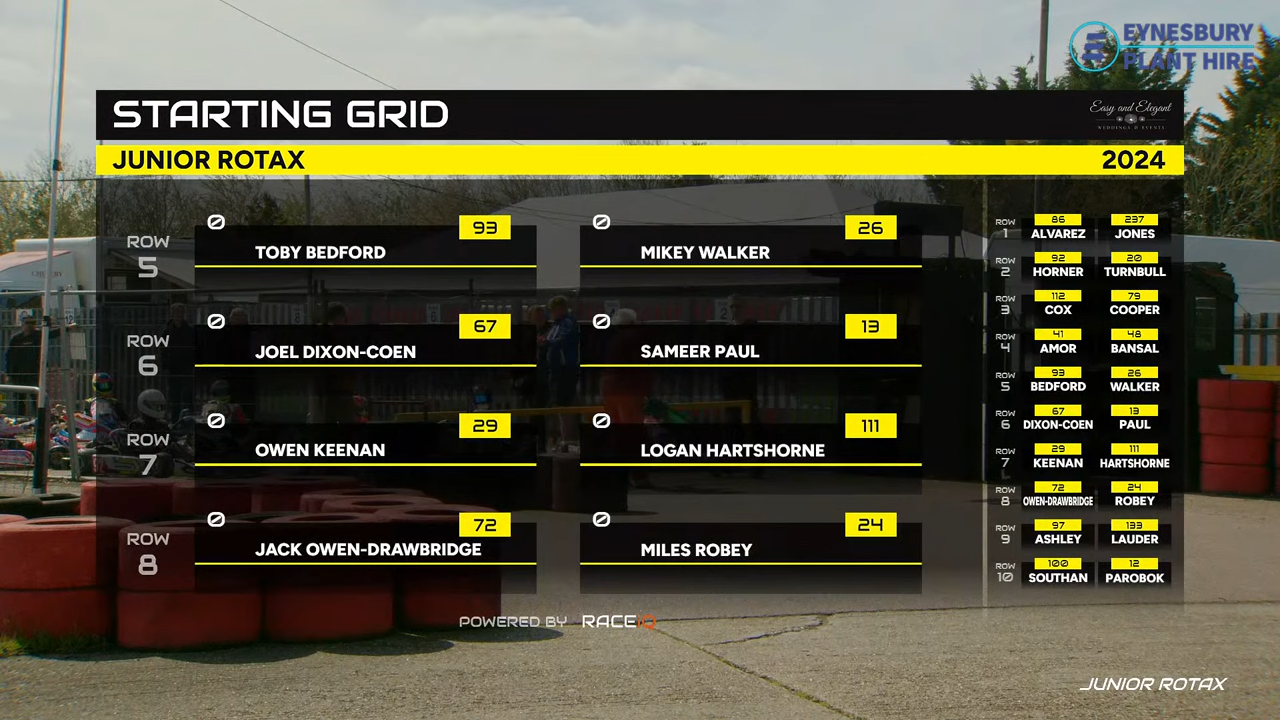 EYNESBURY
PLANT HIRE
STARTING GRID
Easy and Elegant
WEDDINGS & EVENTS
JUNIOR ROTAX 2024
ROW 5
0 93 TOBY BEDFORD
0 26 MIKEY WALKER
ROW 6
0 67 JOEL DIXON-COEN
0 13 SAMEER PAUL
ROW 7
0 29 OWEN KEENAN
0 111 LOGAN HARTSHORNE
ROW 8
0 72 JACK OWEN-DRAWBRIDGE
0 24 MILES ROBEY
ROW 1 86 ALVAREZ 237 JONES
ROW 2 92 HORNER 20 TURNBULL
ROW 3 112 COX 79 COOPER
ROW 4 41 AMOR 48 BANSAL
ROW 5 93 BEDFORD 26 WALKER
ROW 6 67 DIXON-COEN 13 PAUL
ROW 7 29 KEENAN 111 HARTSHORNE
ROW 8 72 OWEN-DRAWBRIDGE 24 ROBEY
ROW 9 97 ASHLEY 133 LAUDER
ROW 10 100 SOUTHAN 12 PAROBOK
POWERED BY RACEIQ
JUNIOR ROTAX